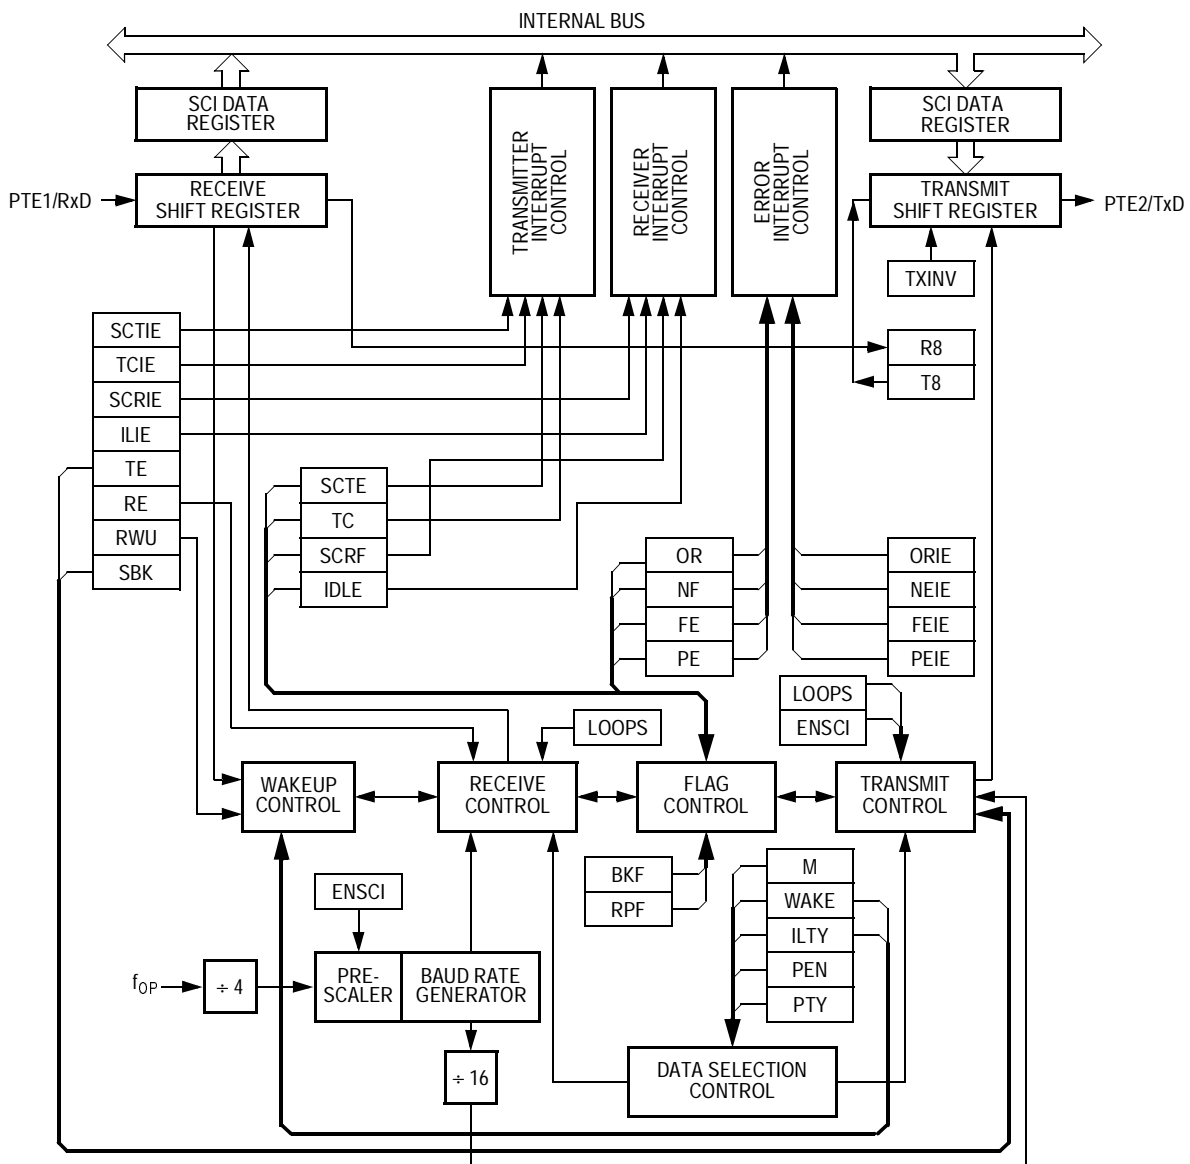 INTERNAL BUS
SCI DATA
REGISTER
SCI DATA
REGISTER
TRANSMITTER
INTERRUPT
CONTROL
RECEIVER
INTERRUPT
CONTROL
ERROR
INTERRUPT
CONTROL
PTE1/RxD
RECEIVE
SHIFT REGISTER
TRANSMIT
SHIFT REGISTER
PTE2/TxD
TXINV
SCTIE
TCIE
SCRIE
ILIE
TE
RE
RWU
SBK
R8
T8
SCTE
TC
SCRF
IDLE
OR
NF
FE
PE
ORIE
NEIE
FEIE
PEIE
LOOPS
ENSCI
LOOPS
WAKEUP
CONTROL
RECEIVE
CONTROL
FLAG
CONTROL
TRANSMIT
CONTROL
BKF
RPF
M
WAKE
ILTY
PEN
PTY
ENSCI
fOP
÷ 4
PRE-
SCALER
BAUD RATE
GENERATOR
÷ 16
DATA SELECTION
CONTROL